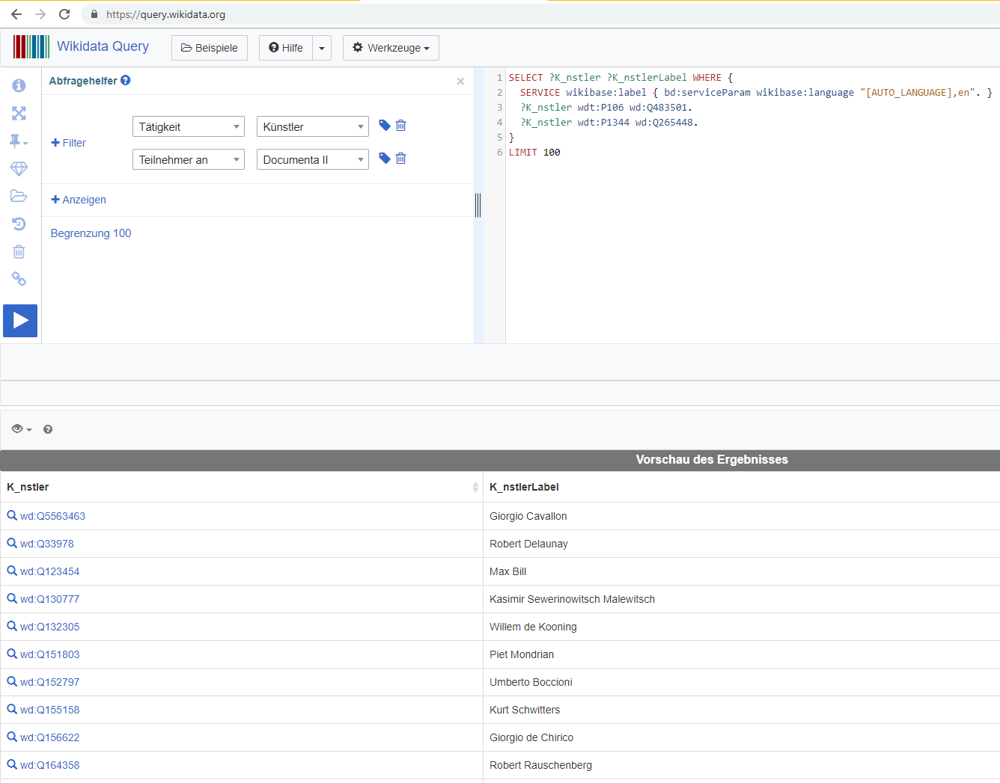 https://query.wikidata.org
Wikidata Query
Beispiele
Hilfe
Werkzeuge
Abfragehelfer
Filter
Tätigkeit
Künstler
Teilnehmer an
Documenta II
Anzeigen
Begrenzung 100
1 SELECT ?K_nstler ?K_nstlerLabel WHERE {
2 SERVICE wikibase:label { bd:serviceParam wikibase:language "[AUTO_LANGUAGE],en". }
3 ?K_nstler wdt:P106 wd:Q483501.
4 ?K_nstler wdt:P1344 wd:Q265448.
5 }
6 LIMIT 100
Vorschau des Ergebnisses
K_nstler K_nstlerLabel
wd:Q5563463 Giorgio Cavallon
wd:Q33978 Robert Delaunay
wd:Q123454 Max Bill
wd:Q130777 Kasimir Sewerinowitsch Malewitsch
wd:Q132305 Willem de Kooning
wd:Q151803 Piet Mondrian
wd:Q152797 Umberto Boccioni
wd:Q155158 Kurt Schwitters
wd:Q156622 Giorgio de Chirico
wd:Q164358 Robert Rauschenberg